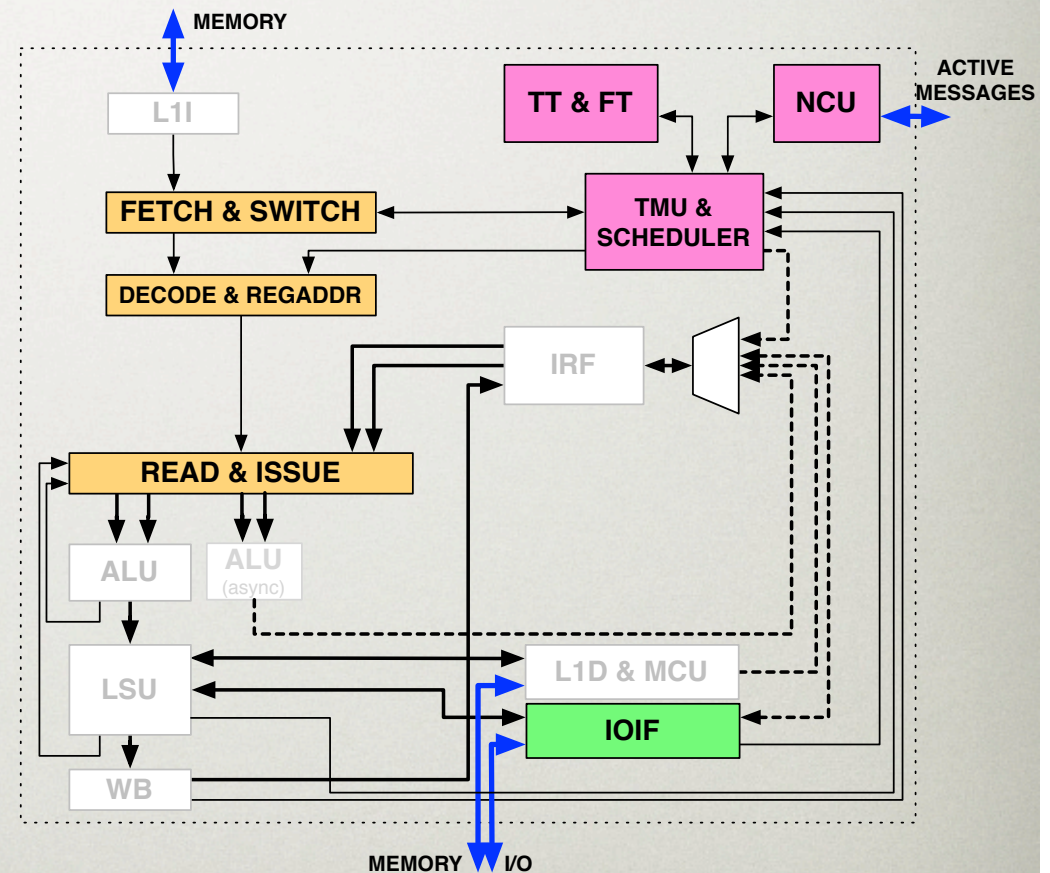 MEMORY
ACTIVE
MESSAGES
L1I
TT & FT
NCU
FETCH & SWITCH
TMU &
SCHEDULER
DECODE & REGADDR
IRF
READ & ISSUE
ALU
ALU
(async)
LSU
L1D & MCU
IOIF
WB
MEMORY
I/O